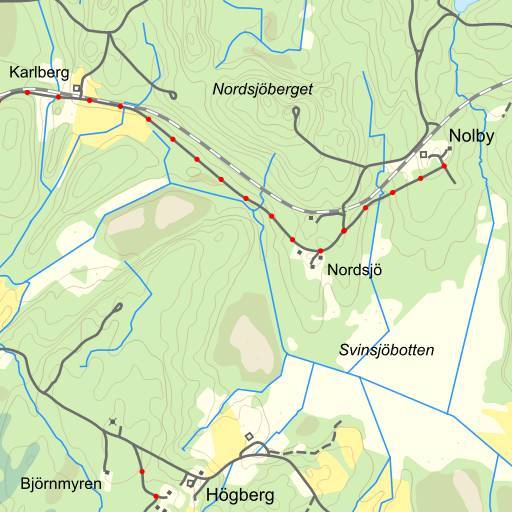 Karlberg
Nordsjöberget
Nolby
Nordsjö
Svinsjöbotten
Björnmyren
Högberg